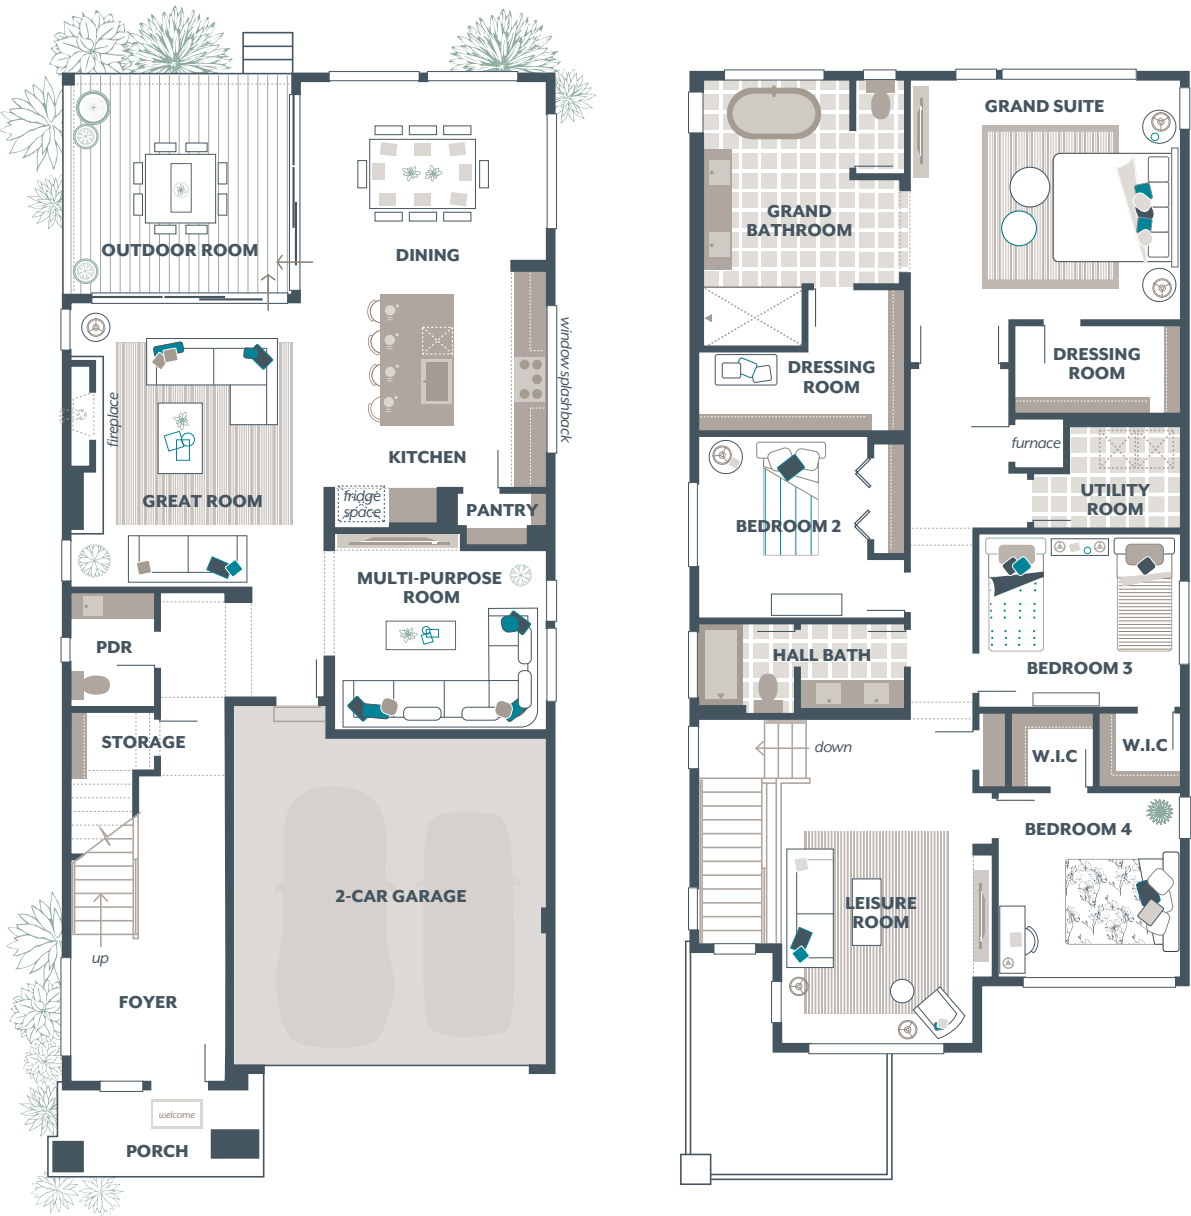 OUTDOOR ROOM
DINING
window splashback
fireplace
KITCHEN
GREAT ROOM
fridge
space
PANTRY
MULTI-PURPOSE
ROOM
PDR
STORAGE
2-CAR GARAGE
up
FOYER
welcome
PORCH
GRAND SUITE
GRAND
BATHROOM
DRESSING
ROOM
DRESSING
ROOM
furnace
UTILITY
ROOM
BEDROOM 2
HALL BATH
BEDROOM 3
down
W.I.C
W.I.C
BEDROOM 4
LEISURE
ROOM